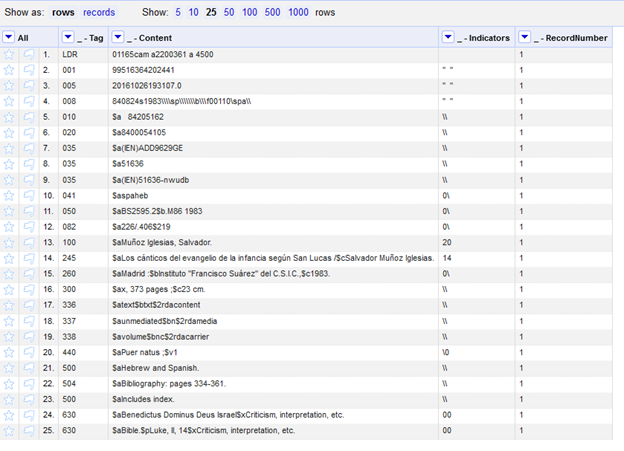 Show as: rows records Show: 5 10 25 50 100 500 1000 rows
All _ - Tag _ - Content _ - Indicators _ - RecordNumber
1. LDR 01165cam a2200361 a 4500 1
2. 001 99516364202441 " " 1
3. 005 20161026193107.0 " " 1
4. 008 840824s1983\\\\sp\\\\\\\b\\\f00110\spa\\ " " 1
5. 010 $a 84205162 \\ 1
6. 020 $a8400054105 \\ 1
7. 035 $a(IEN)ADD9629GE \\ 1
8. 035 $a51636 \\ 1
9. 035 $a(IEN)51636-nwudb \\ 1
10. 041 $aspaheb 0\ 1
11. 050 $aBS2595.2$b.M86 1983 0\ 1
12. 082 $a226/.406$219 0\ 1
13. 100 $aMuñoz Iglesias, Salvador. 20 1
14. 245 $aLos cánticos del evangelio de la infancia según San Lucas /$cSalvador Muñoz Iglesias. 14 1
15. 260 $aMadrid :$bInstituto "Francisco Suárez" del C.S.I.C.,$c1983. 0\ 1
16. 300 $ax, 373 pages ;$c23 cm. \\ 1
17. 336 $atext$btxt$2rdacontent \\ 1
18. 337 $aunmediated$bn$2rdamedia \\ 1
19. 338 $avolume$bnc$2rdacarrier \\ 1
20. 440 $aPuer natus ;$v1 \0 1
21. 500 $aHebrew and Spanish. \\ 1
22. 504 $aBibliography: pages 334-361. \\ 1
23. 500 $aIncludes index. \\ 1
24. 630 $aBenedictus Dominus Deus Israel$xCriticism, interpretation, etc. 00 1
25. 630 $aBible.$pLuke, II, 14$xCriticism, interpretation, etc. 00 1